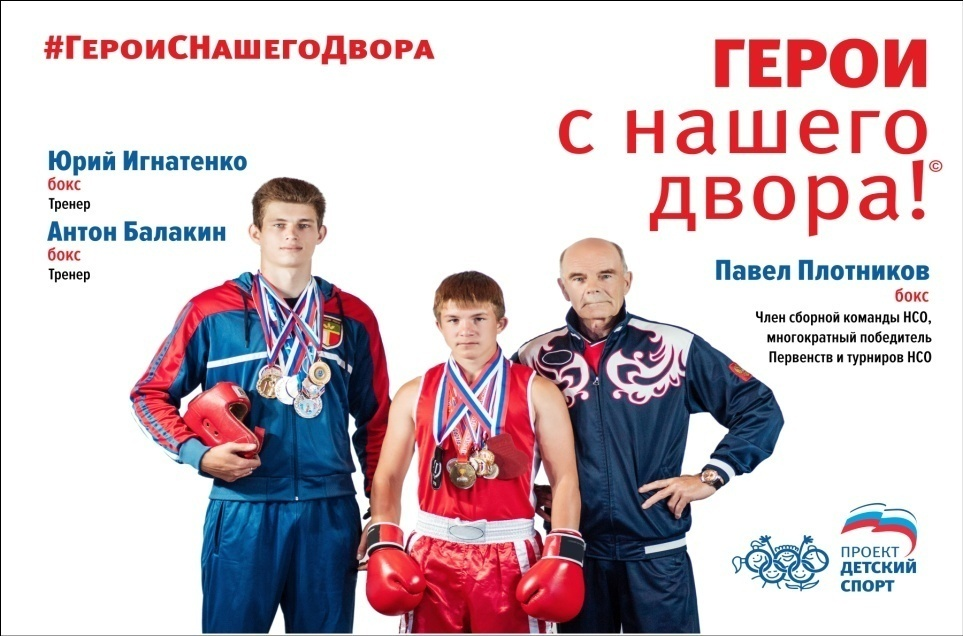 #ГероиСНашегоДвора
ГЕРОИ
с нашего
двора!©
Юрий Игнатенко
бокс
Тренер
Антон Балакин
бокс
Тренер
Павел Плотников
бокс
Член сборной команды НСО,
многократный победитель
Первенств и турниров НСО
ПРОЕКТ
ДЕТСКИЙ
СПОРТ